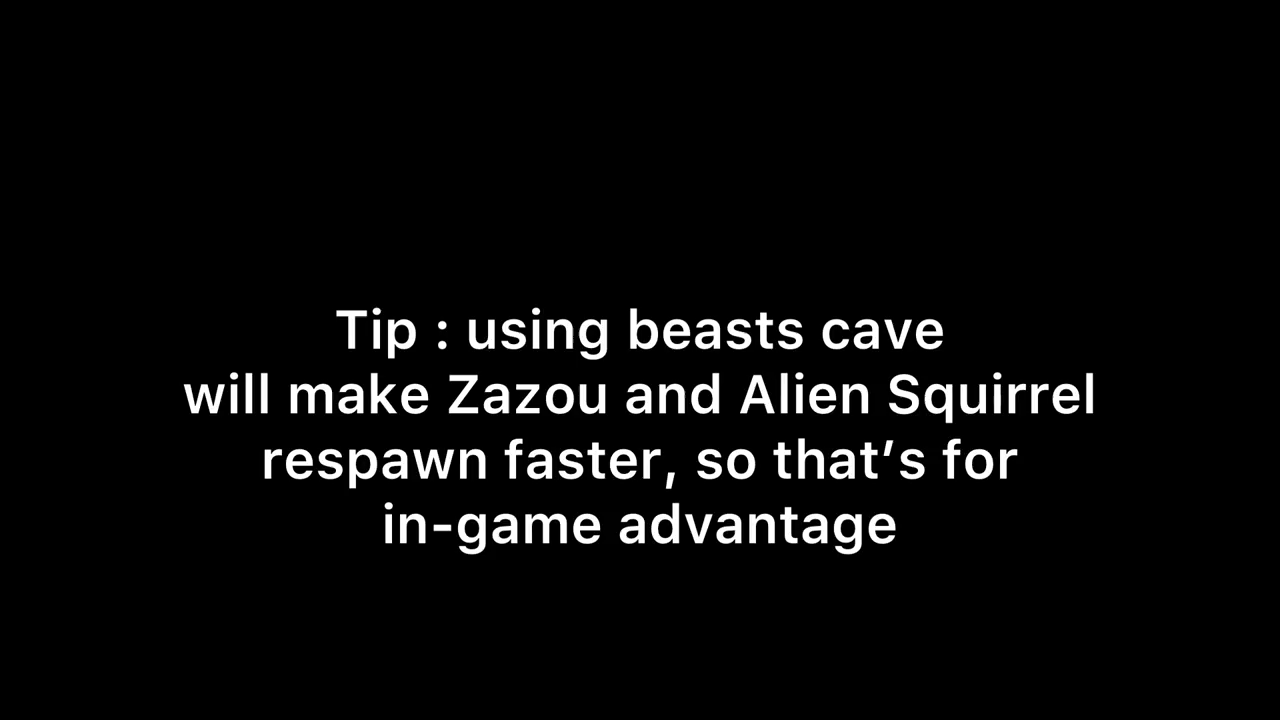 Tip : using beasts cave
will make Zazou and Alien Squirrel
respawn faster, so that’s for
in-game advantage